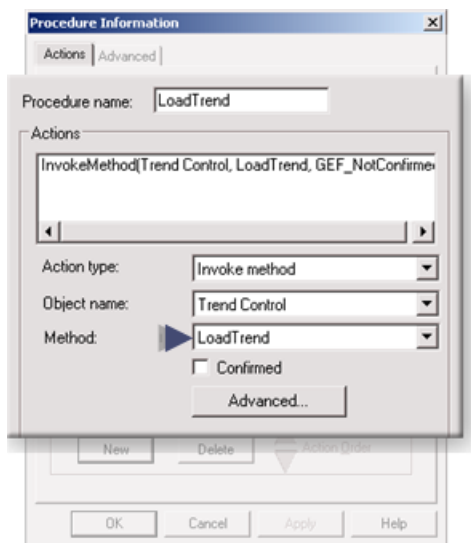 Procedure Information
Actions Advanced
Procedure name: LoadTrend
Actions
InvokeMethod(Trend Control, LoadTrend, GEF_NotConfirmed
Action type: Invoke method
Object name: Trend Control
Method: LoadTrend
Confirmed
Advanced...
New Delete Action Order
OK Cancel Apply Help